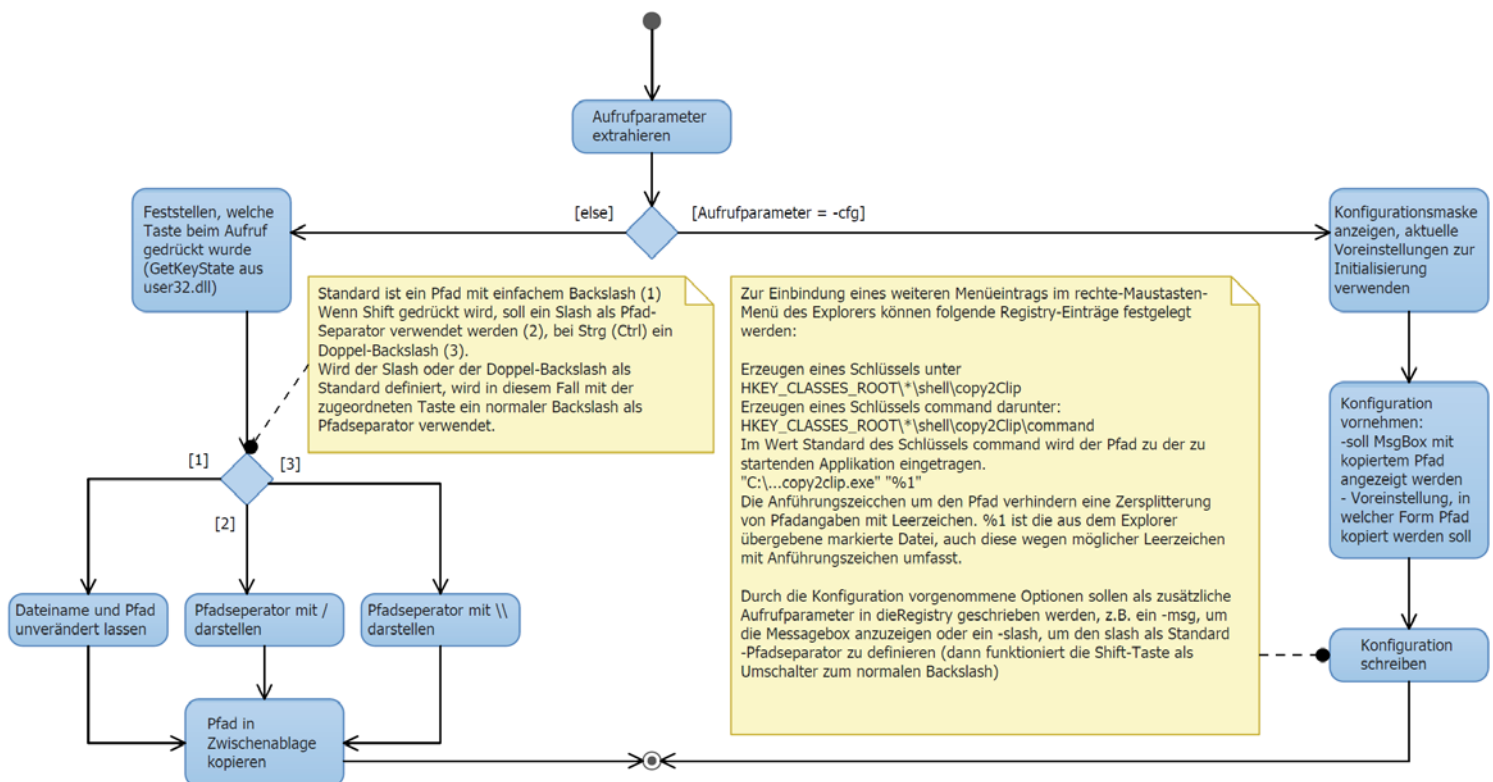 Aufrufparameter
extrahieren
[else]
[Aufrufparameter = -cfg]
Feststellen, welche
Taste beim Aufruf
gedrückt wurde
(GetKeyState aus
user32.dll)
Standard ist ein Pfad mit einfachem Backslash (1)
Wenn Shift gedrückt wird, soll ein Slash als Pfad-
Separator verwendet werden (2), bei Strg (Ctrl) ein
Doppel-Backslash (3).
Wird der Slash oder der Doppel-Backslash als
Standard definiert, wird in diesem Fall mit der
zugeordneten Taste ein normaler Backslash als
Pfadseparator verwendet.
[1]
[3]
[2]
Dateiname und Pfad
unverändert lassen
Pfadseperator mit /
darstellen
Pfadseperator mit \\
darstellen
Pfad in
Zwischenablage
kopieren
Zur Einbindung eines weiteren Menüeintrags im rechte-Maustasten-
Menü des Explorers können folgende Registry-Einträge festgelegt
werden:
Erzeugen eines Schlüssels unter
HKEY_CLASSES_ROOT\*\shell\copy2Clip
Erzeugen eines Schlüssels command darunter:
HKEY_CLASSES_ROOT\*\shell\copy2Clip\command
Im Wert Standard des Schlüssels command wird der Pfad zu der zu
startenden Applikation eingetragen.
"C:\...copy2clip.exe" "%1"
Die Anführungszeicchen um den Pfad verhindern eine Zersplitterung
von Pfadangaben mit Leerzeichen. %1 ist die aus dem Explorer
übergebene markierte Datei, auch diese wegen möglicher Leerzeichen
mit Anführungszeichen umfasst.
Durch die Konfiguration vorgenommene Optionen sollen als zusätzliche
Aufrufparameter in dieRegistry geschrieben werden, z.B. ein -msg, um
die Messagebox anzuzeigen oder ein -slash, um den slash als Standard
-Pfadseparator zu definieren (dann funktioniert die Shift-Taste als
Umschalter zum normalen Backslash)
Konfigurationsmaske
anzeigen, aktuelle
Voreinstellungen zur
Initialisierung
verwenden
Konfiguration
vornehmen:
-soll MsgBox mit
kopiertem Pfad
angezeigt werden
- Voreinstellung, in
welcher Form Pfad
kopiert werden soll
Konfiguration
schreiben